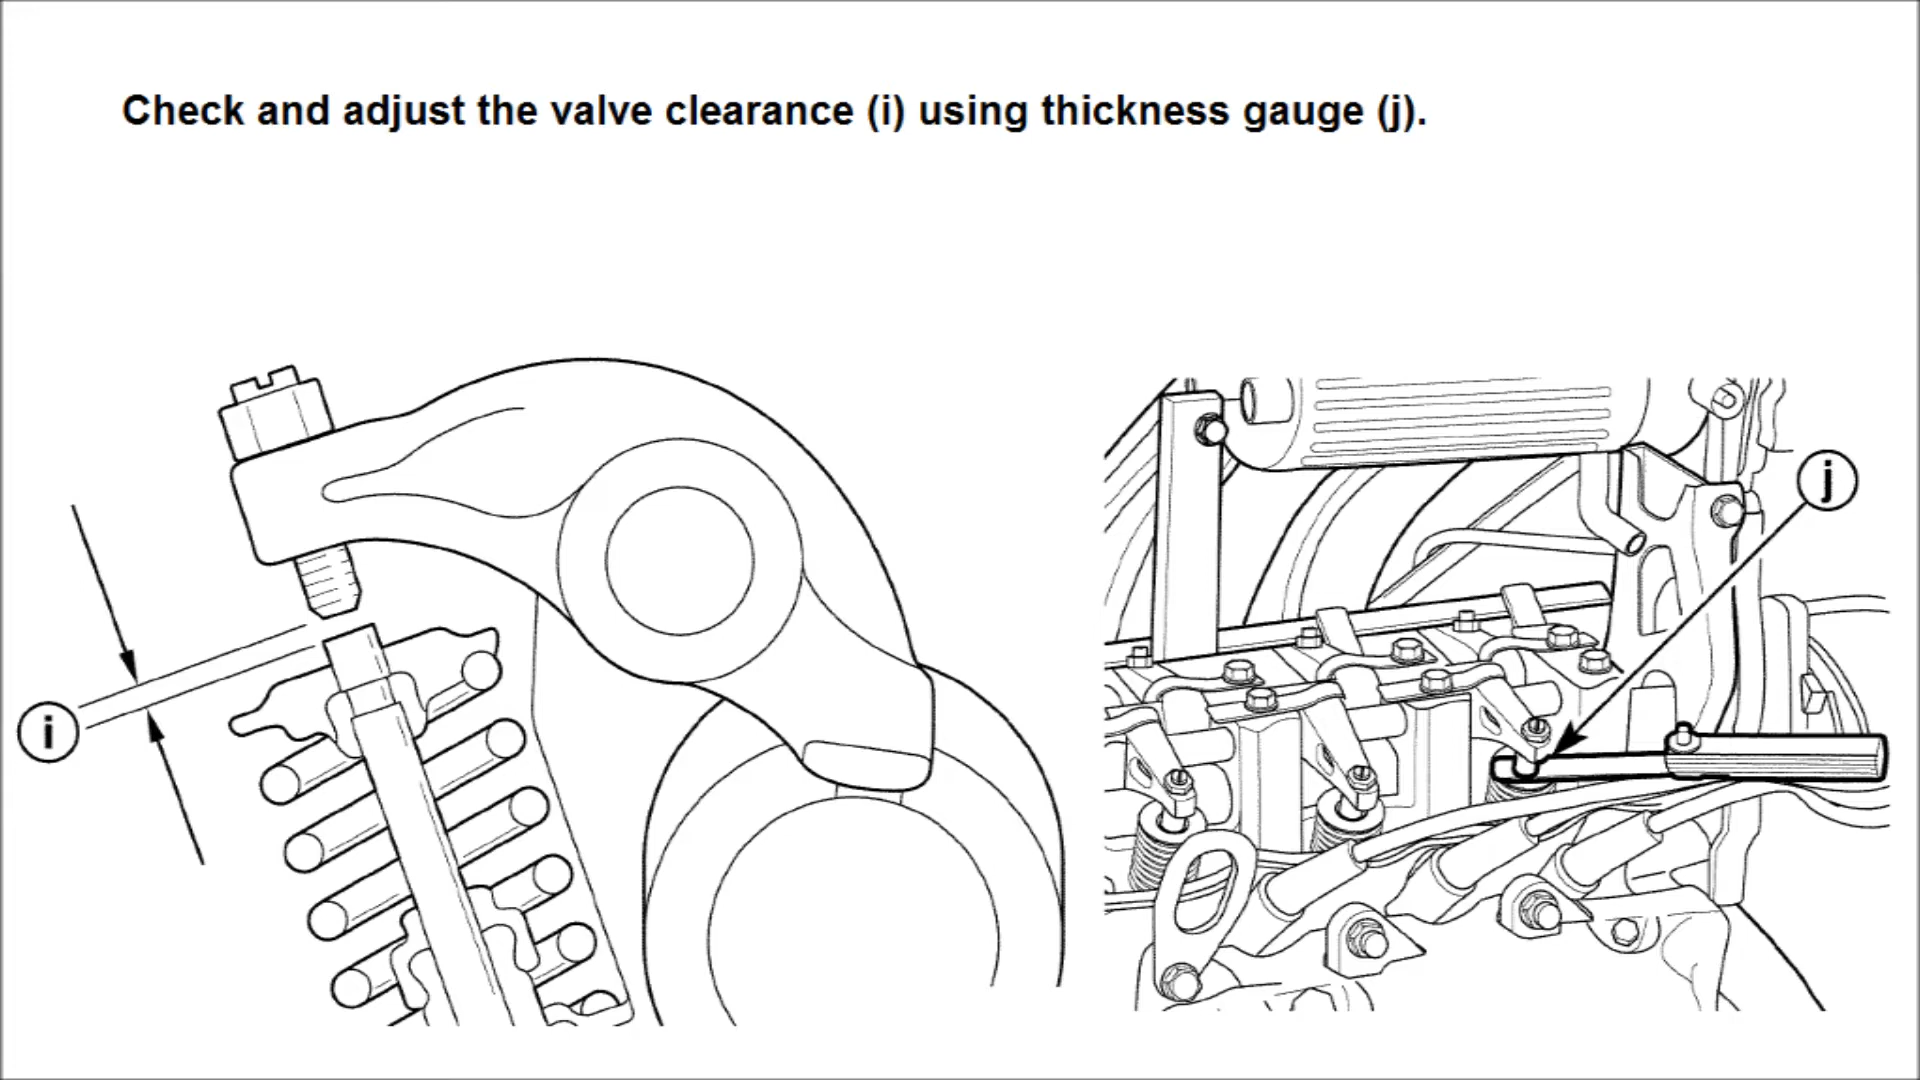 Check and adjust the valve clearance (i) using thickness gauge (j).
j
i